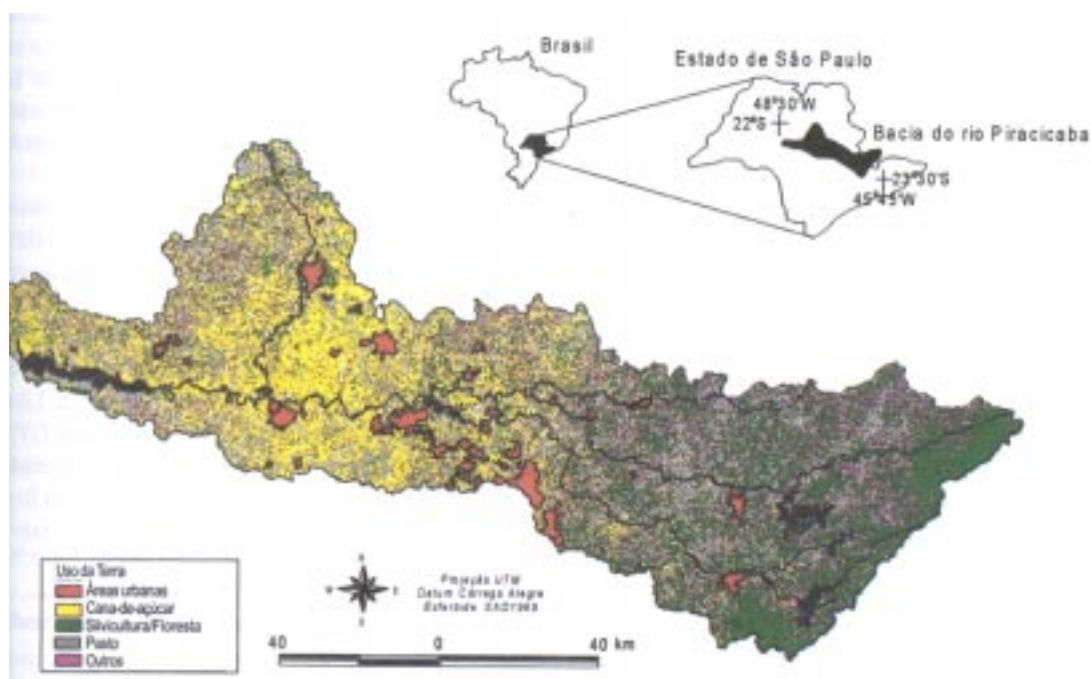 Brasil
Estado de São Paulo
48°30'W
22°S
Bacia do rio Piracicaba
23°30'S
45°45'W
Uso da Terra
Áreas urbanas
Cana-de-açúcar
Silvicultura/Floresta
Pasto
Outros
Projeção UTM
Datum Córrego Alegre
SAD1969
40 0 40 km